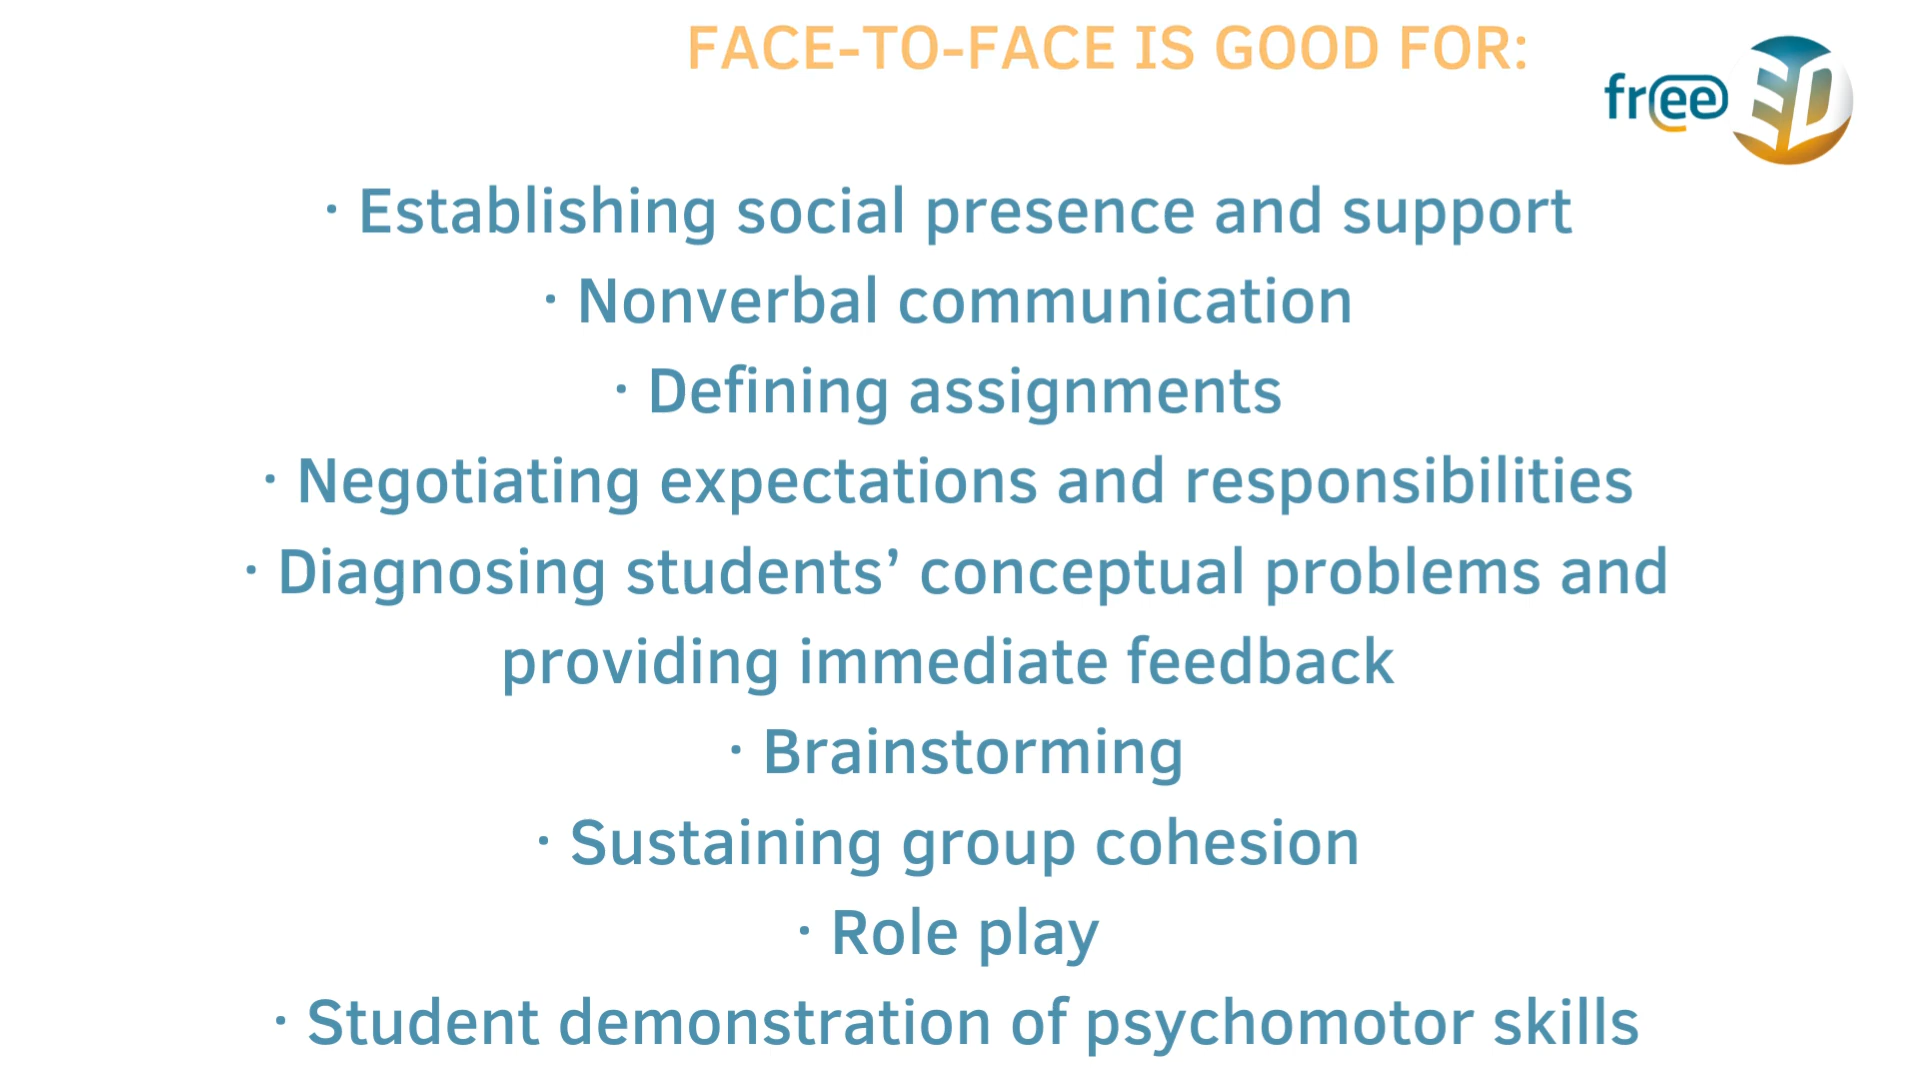 FACE-TO-FACE IS GOOD FOR:
free 3D
· Establishing social presence and support
· Nonverbal communication
· Defining assignments
· Negotiating expectations and responsibilities
· Diagnosing students’ conceptual problems and
providing immediate feedback
· Brainstorming
· Sustaining group cohesion
· Role play
· Student demonstration of psychomotor skills